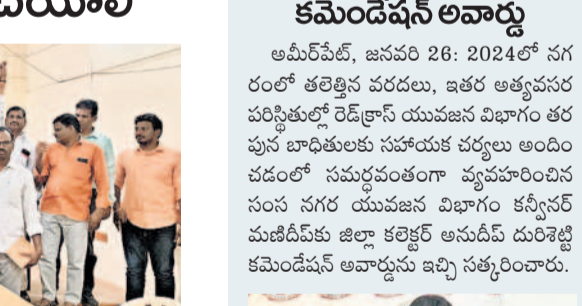 కమెండేషన్ అవార్డు
అమీర్‌పేట్, జనవరి 26: 2024లో నగ
రంలో తలెత్తిన వరదలు, ఇతర అత్యవసర
పరిస్థితుల్లో రెడ్‌క్రాస్ యువజన విభాగం తర
పున బాధితులకు సహాయక చర్యలు అందిం
చడంలో సమర్ధవంతంగా వ్యవహరించిన
సంస నగర యువజన విభాగం కన్వీనర్
మణిదీప్‌కు జిల్లా కలెక్టర్ అనుదీప్ దురిశెట్టి
కమెండేషన్ అవార్డును ఇచ్చి సత్కరించారు.